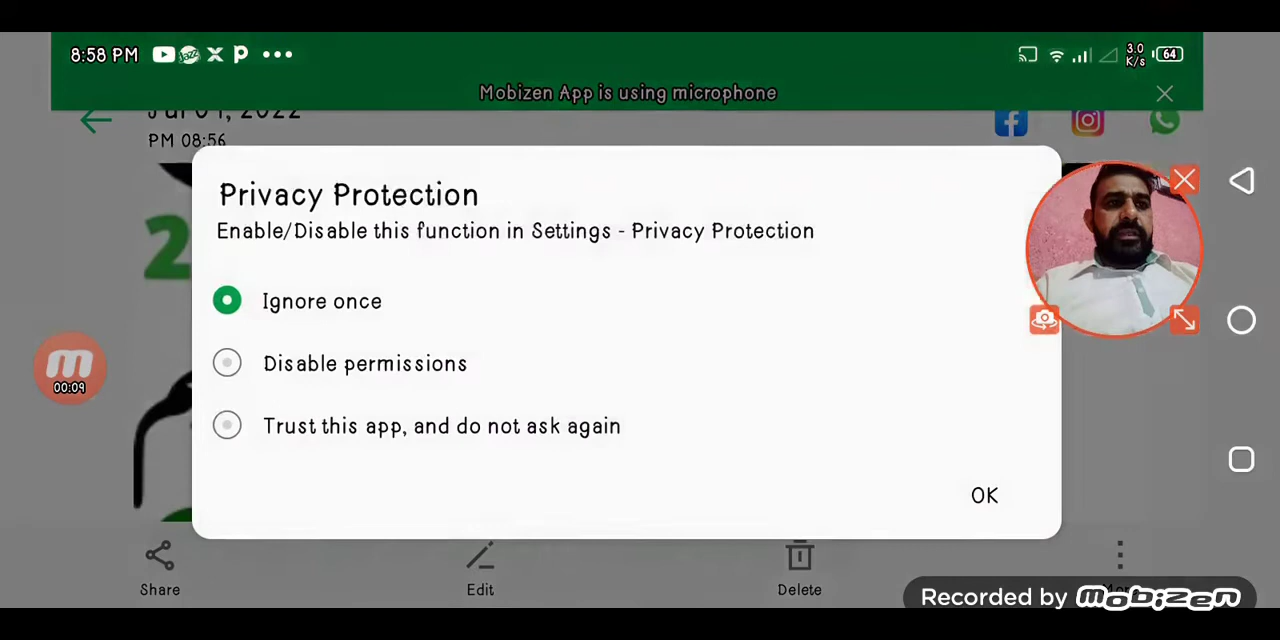 8:58 PM
3.0 K/s
64
Mobizen App is using microphone
PM 08:56
Privacy Protection
Enable/Disable this function in Settings - Privacy Protection
2
Ignore once
Disable permissions
00:09
Trust this app, and do not ask again
OK
Share
Edit
Delete
Recorded by mobizen